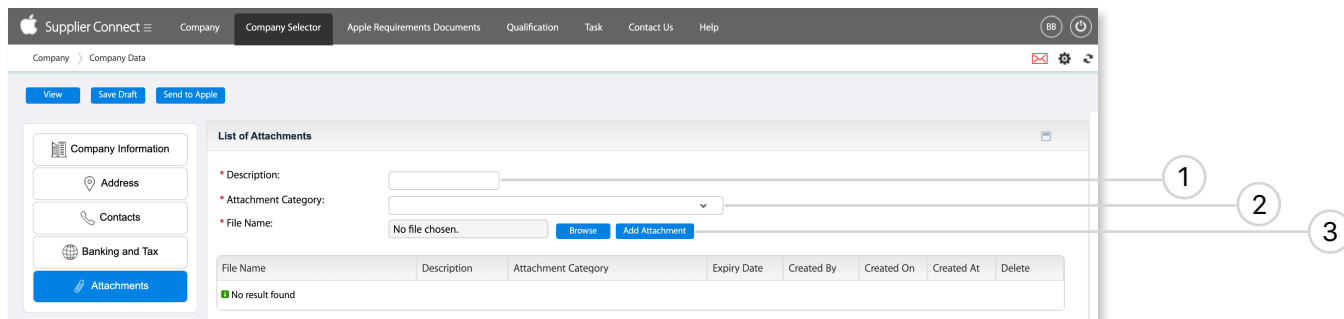 Supplier Connect Company Company Selector Apple Requirements Documents Qualification Task Contact Us Help BB
Company Company Data
View Save Draft Send to Apple
List of Attachments
Company Information
Address
Contacts
Banking and Tax
Attachments
* Description:
1
* Attachment Category:
2
* File Name: No file chosen. Browse Add Attachment
3
File Name Description Attachment Category Expiry Date Created By Created On Created At Delete
No result found